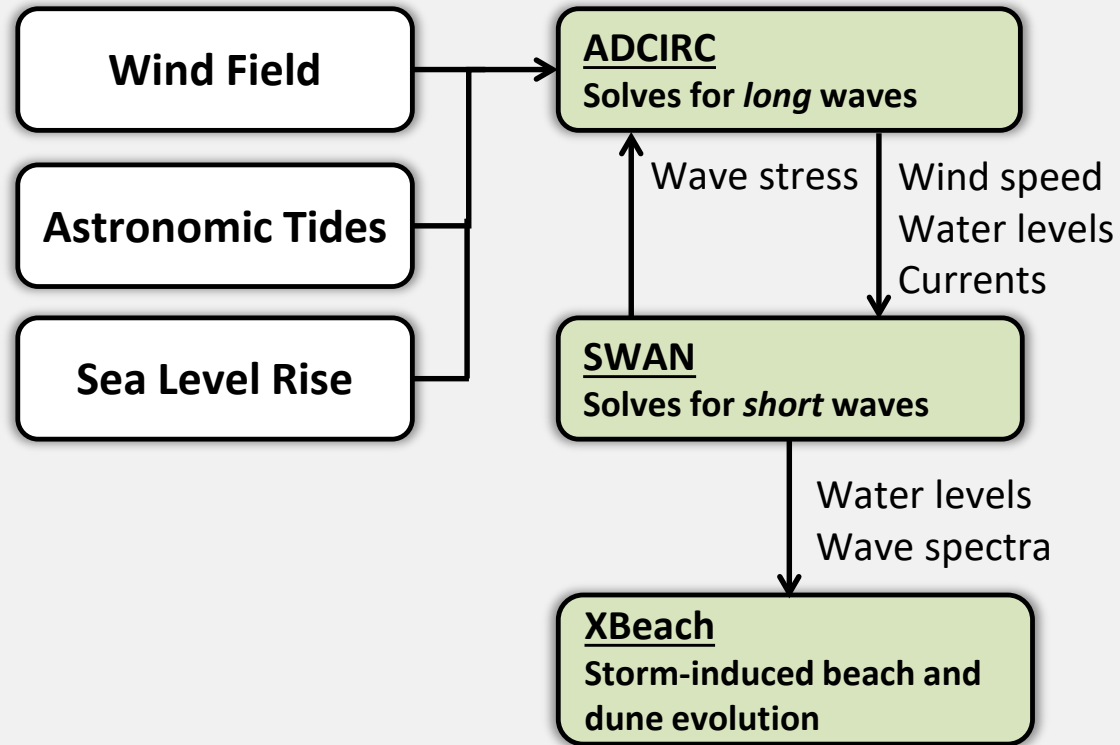 Wind Field
Astronomic Tides
Sea Level Rise
ADCIRC
Solves for long waves
Wave stress
Wind speed
Water levels
Currents
SWAN
Solves for short waves
Water levels
Wave spectra
XBeach
Storm-induced beach and
dune evolution